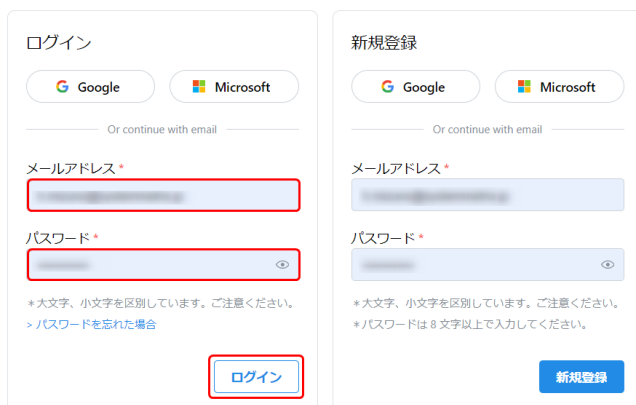 ログイン
Google
Microsoft
Or continue with email
メールアドレス *
パスワード *
*大文字、小文字を区別しています。ご注意ください。
> パスワードを忘れた場合
ログイン
新規登録
Google
Microsoft
Or continue with email
メールアドレス *
パスワード *
*大文字、小文字を区別しています。ご注意ください。
*パスワードは 8 文字以上で入力してください。
新規登録